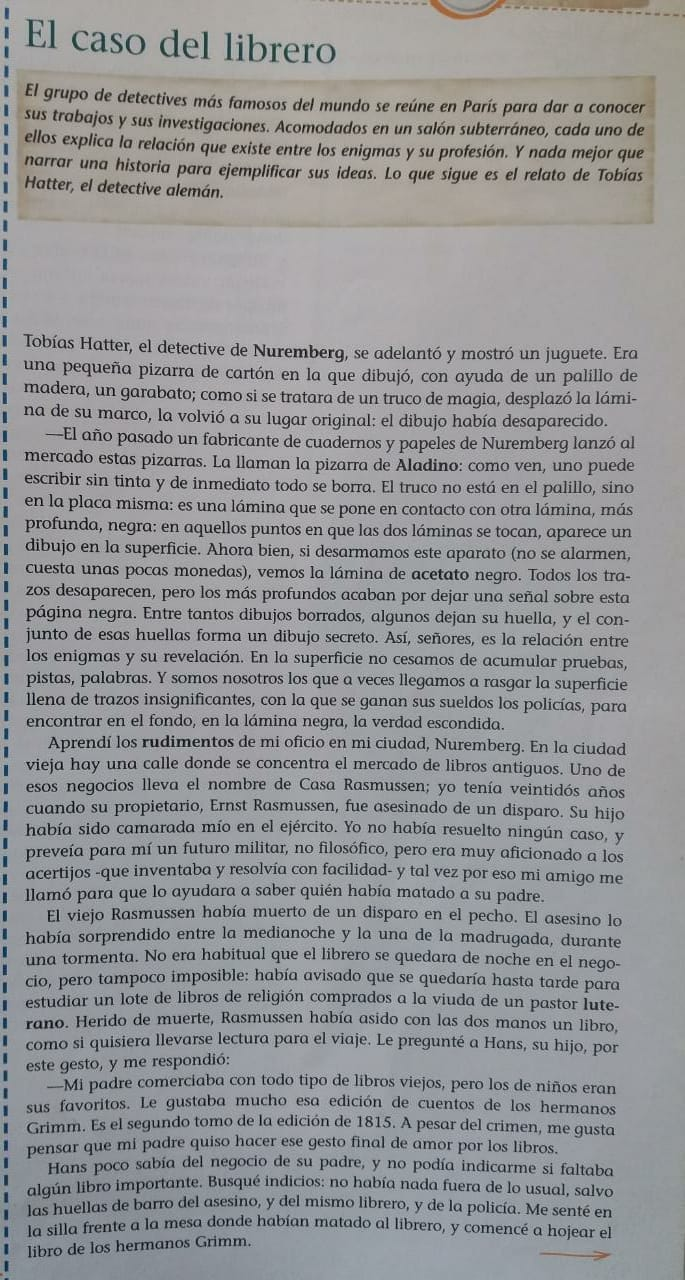 El caso del librero
El grupo de detectives más famosos del mundo se reúne en París para dar a conocer
sus trabajos y sus investigaciones. Acomodados en un salón subterráneo, cada uno de
ellos explica la relación que existe entre los enigmas y su profesión. Y nada mejor que
narrar una historia para ejemplificar sus ideas. Lo que sigue es el relato de Tobías
Hatter, el detective alemán.
Tobías Hatter, el detective de Nuremberg, se adelantó y mostró un juguete. Era
una pequeña pizarra de cartón en la que dibujó, con ayuda de un palillo de
madera, un garabato; como si se tratara de un truco de magia, desplazó la lámi-
na de su marco, la volvió a su lugar original: el dibujo había desaparecido.
—El año pasado un fabricante de cuadernos y papeles de Nuremberg lanzó al
mercado estas pizarras. La llaman la pizarra de Aladino: como ven, uno puede
escribir sin tinta y de inmediato todo se borra. El truco no está en el palillo, sino
en la placa misma: es una lámina que se pone en contacto con otra lámina, más
profunda, negra: en aquellos puntos en que las dos láminas se tocan, aparece un
dibujo en la superficie. Ahora bien, si desarmamos este aparato (no se alarmen,
cuesta unas pocas monedas), vemos la lámina de acetato negro. Todos los tra-
zos desaparecen, pero los más profundos acaban por dejar una señal sobre esta
página negra. Entre tantos dibujos borrados, algunos dejan su huella, y el con-
junto de esas huellas forma un dibujo secreto. Así, señores, es la relación entre
los enigmas y su revelación. En la superficie no cesamos de acumular pruebas,
pistas, palabras. Y somos nosotros los que a veces llegamos a rasgar la superficie
llena de trazos insignificantes, con la que se ganan sus sueldos los policías, para
encontrar en el fondo, en la lámina negra, la verdad escondida.
Aprendí los rudimentos de mi oficio en mi ciudad, Nuremberg. En la ciudad
vieja hay una calle donde se concentra el mercado de libros antiguos. Uno de
esos negocios lleva el nombre de Casa Rasmussen; yo tenía veintidós años
cuando su propietario, Ernst Rasmussen, fue asesinado de un disparo. Su hijo
había sido camarada mío en el ejército. Yo no había resuelto ningún caso, y
preveía para mí un futuro militar, no filosófico, pero era muy aficionado a los
acertijos -que inventaba y resolvía con facilidad- y tal vez por eso mi amigo me
llamó para que lo ayudara a saber quién había matado a su padre.
El viejo Rasmussen había muerto de un disparo en el pecho. El asesino lo
había sorprendido entre la medianoche y la una de la madrugada, durante
una tormenta. No era habitual que el librero se quedara de noche en el nego-
cio, pero tampoco imposible: había avisado que se quedaría hasta tarde para
estudiar un lote de libros de religión comprados a la viuda de un pastor lute-
rano. Herido de muerte, Rasmussen había asido con las dos manos un libro,
como si quisiera llevarse lectura para el viaje. Le pregunté a Hans, su hijo, por
este gesto, y me respondió:
—Mi padre comerciaba con todo tipo de libros viejos, pero los de niños eran
sus favoritos. Le gustaba mucho esa edición de cuentos de los hermanos
Grimm. Es el segundo tomo de la edición de 1815. A pesar del crimen, me gusta
pensar que mi padre quiso hacer ese gesto final de amor por los libros.
Hans poco sabía del negocio de su padre, y no podía indicarme si faltaba
algún libro importante. Busqué indicios: no había nada fuera de lo usual, salvo
las huellas de barro del asesino, y del mismo librero, y de la policía. Me senté en
la silla frente a la mesa donde habían matado al librero, y comencé a hojear el
libro de los hermanos Grimm.